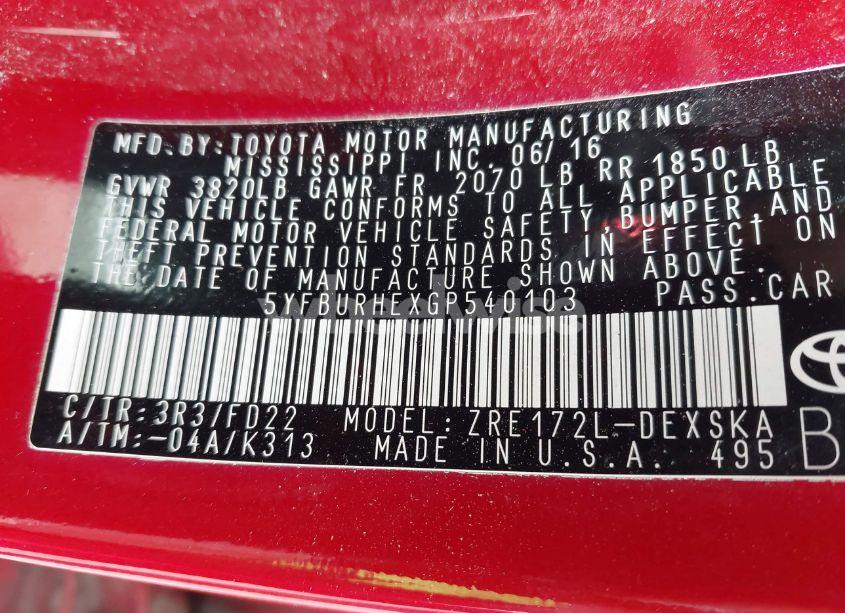 MFD. BY: TOYOTA MOTOR MANUFACTURING
MISSISSIPPI INC. 06/16
GVWR 3820LB GAWR FR 2070 LB RR 1850 LB
THIS VEHICLE CONFORMS TO ALL APPLICABLE
FEDERAL MOTOR VEHICLE SAFETY, BUMPER, AND
THEFT PREVENTION STANDARDS IN EFFECT ON
THE DATE OF MANUFACTURE SHOWN ABOVE.
5YFBURHEXGP540103 PASS. CAR
C/TR: 3R3/FD22 MODEL: ZRE172L-DEXSKA
A/TM: -04A/K313 MADE IN U.S.A. 495 B